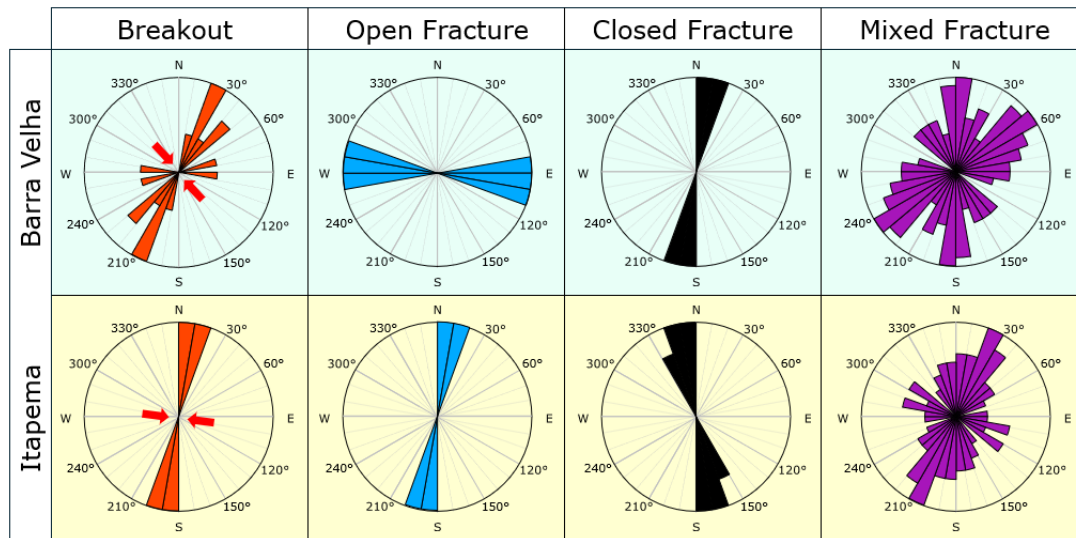 Breakout Open Fracture Closed Fracture Mixed Fracture
Barra Velha
N N N N
330° 30° 330° 30° 330° 30° 330° 30°
300° 60° 300° 60° 300° 60° 300° 60°
W E W E W E W E
240° 120° 240° 120° 240° 120° 240° 120°
210° 150° 210° 150° 210° 150° 210° 150°
S S S S
Itapema
N N N N
330° 30° 330° 30° 330° 30° 330° 30°
300° 60° 300° 60° 300° 60° 300° 60°
W E W E W E W E
240° 120° 240° 120° 240° 120° 240° 120°
210° 150° 210° 150° 210° 150° 210° 150°
S S S S